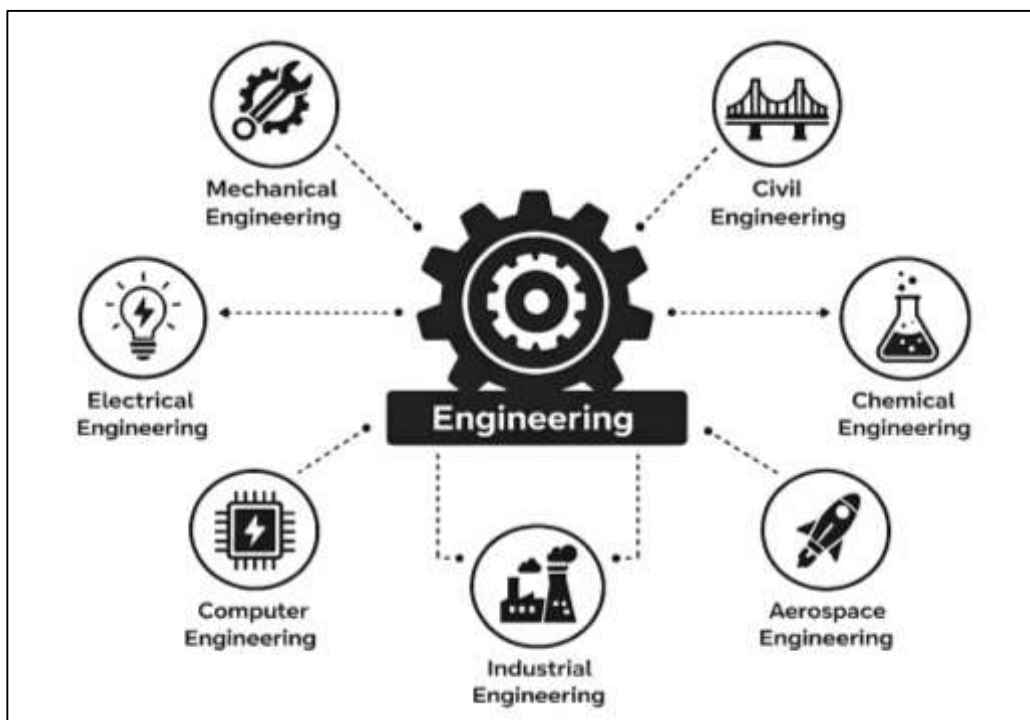 Mechanical
Engineering
Civil
Engineering
Electrical
Engineering
Chemical
Engineering
Engineering
Computer
Engineering
Aerospace
Engineering
Industrial
Engineering